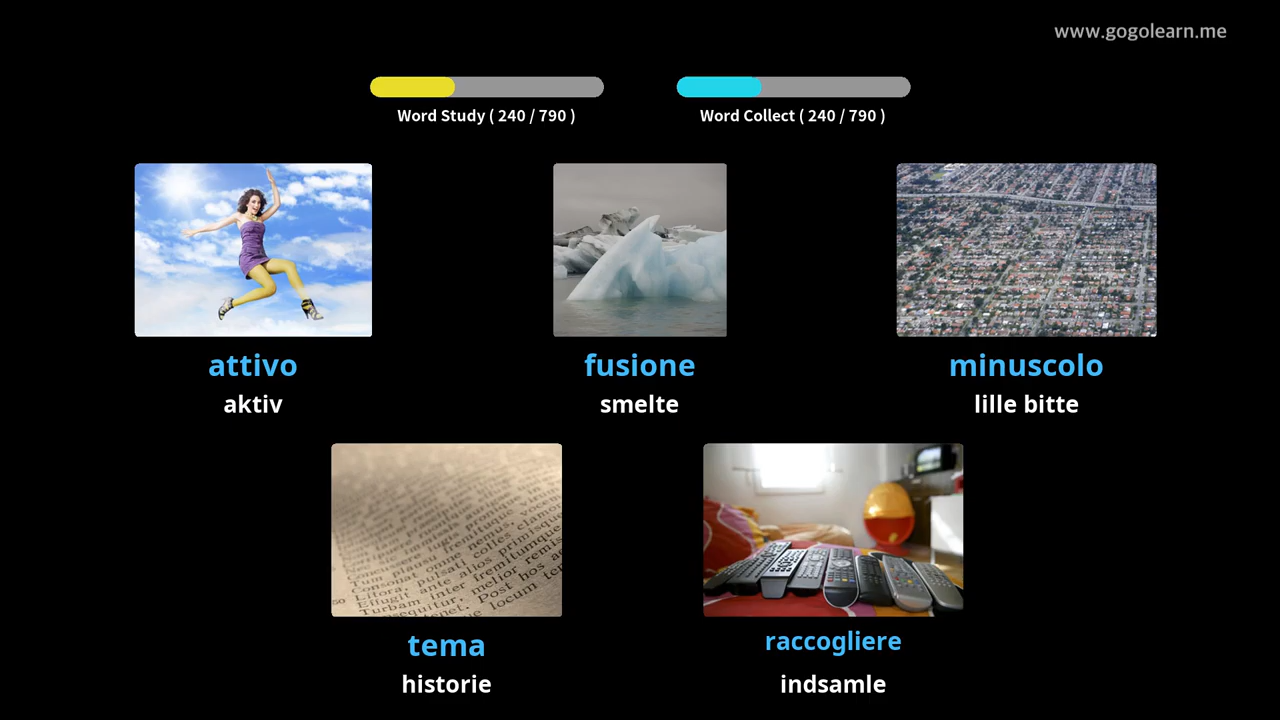 www.gogolearn.me
Word Study ( 240 / 790 )
Word Collect ( 240 / 790 )
attivo
aktiv
fusione
smelte
minuscolo
lille bitte
tema
historie
raccogliere
indsamle